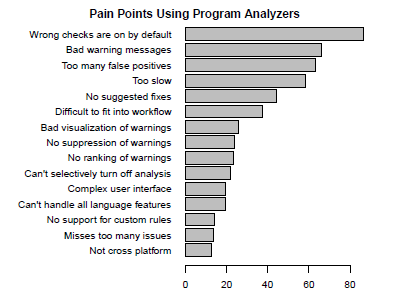 Pain Points Using Program Analyzers
Wrong checks are on by default
Bad warning messages
Too many false positives
Too slow
No suggested fixes
Difficult to fit into workflow
Bad visualization of warnings
No suppression of warnings
No ranking of warnings
Can't selectively turn off analysis
Complex user interface
Can't handle all language features
No support for custom rules
Misses too many issues
Not cross platform
0 20 40 60 80